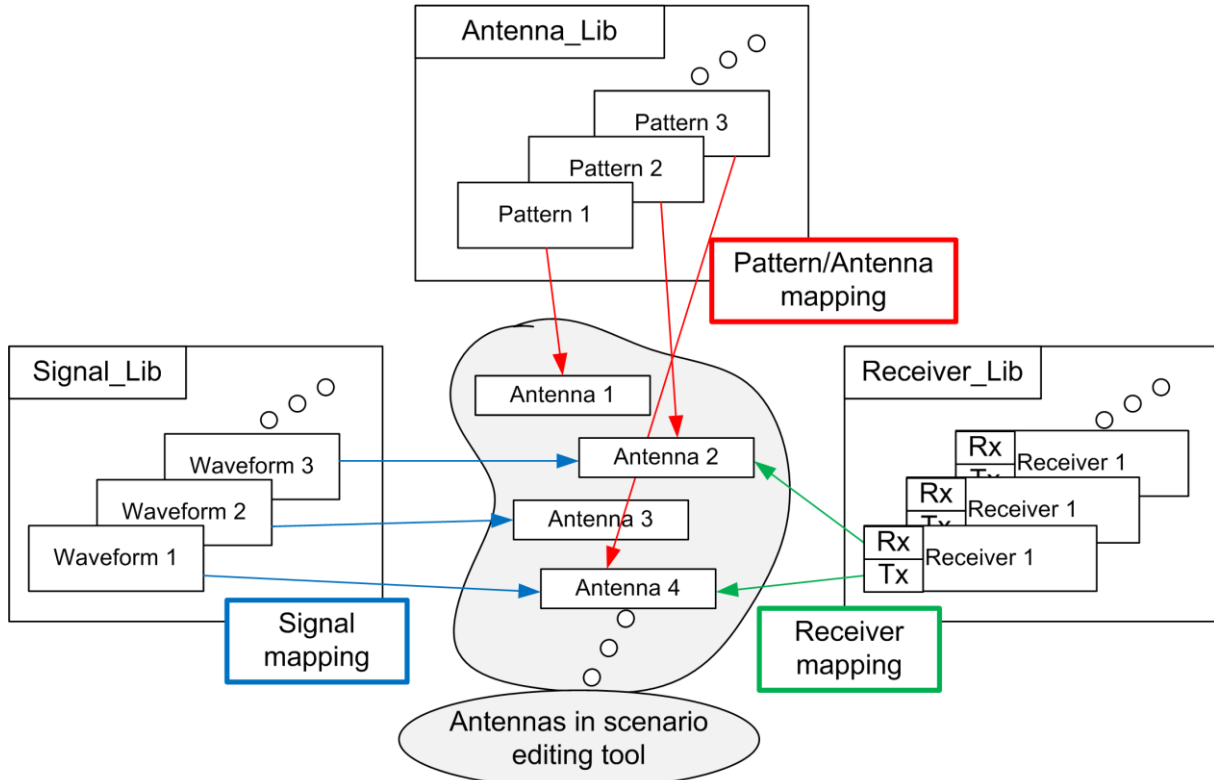 Antenna_Lib
Pattern 3
Pattern 2
Pattern 1
Pattern/Antenna
mapping
Signal_Lib
Waveform 3
Waveform 2
Waveform 1
Signal
mapping
Antenna 1
Antenna 2
Antenna 3
Antenna 4
Antennas in scenario
editing tool
Receiver_Lib
Rx
Receiver 1
Rx
Receiver 1
Rx
Receiver 1
Tx
Receiver
mapping